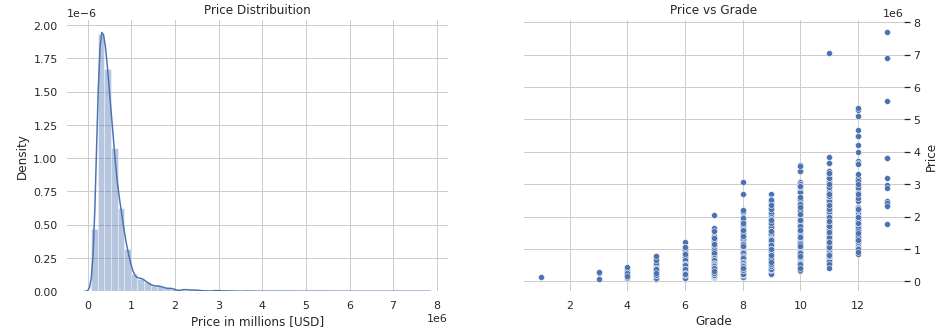 Price Distribuition
1e−6
2.00
1.75
1.50
1.25
1.00
0.75
0.50
0.25
0.00
Density
0 1 2 3 4 5 6 7 8
1e6
Price in millions [USD]
Price vs Grade
1e6
8
7
6
5
4
3
2
1
0
Price
2 4 6 8 10 12
Grade